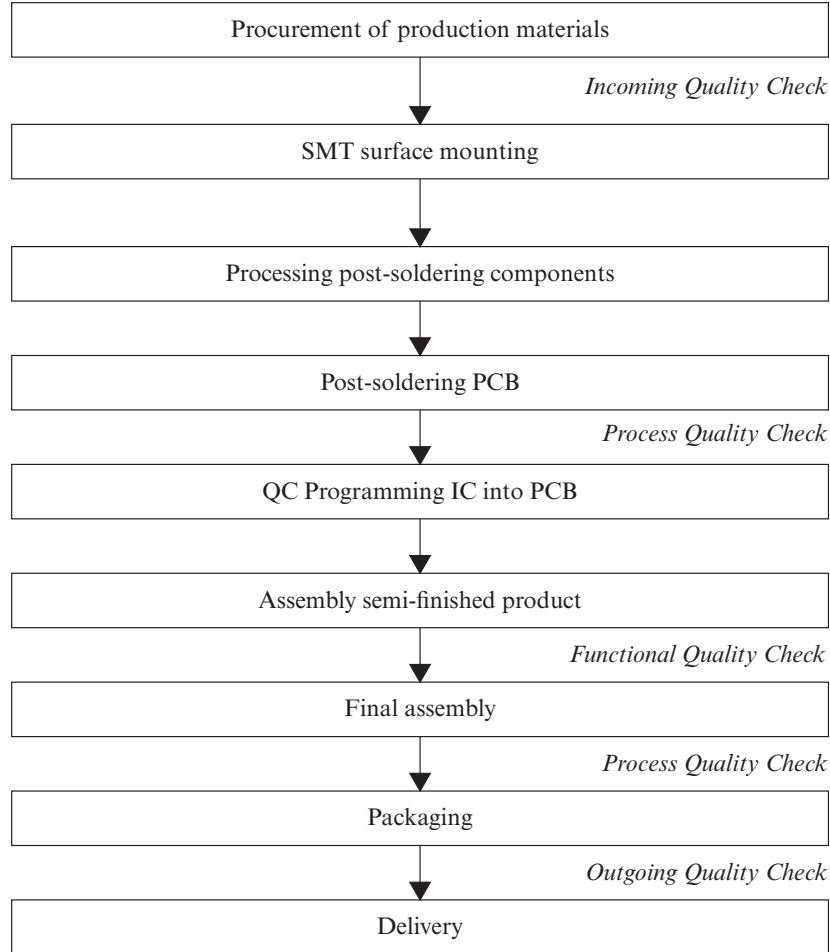 Procurement of production materials
Incoming Quality Check
SMT surface mounting
Processing post-soldering components
Post-soldering PCB
Process Quality Check
QC Programming IC into PCB
Assembly semi-finished product
Functional Quality Check
Final assembly
Process Quality Check
Packaging
Outgoing Quality Check
Delivery